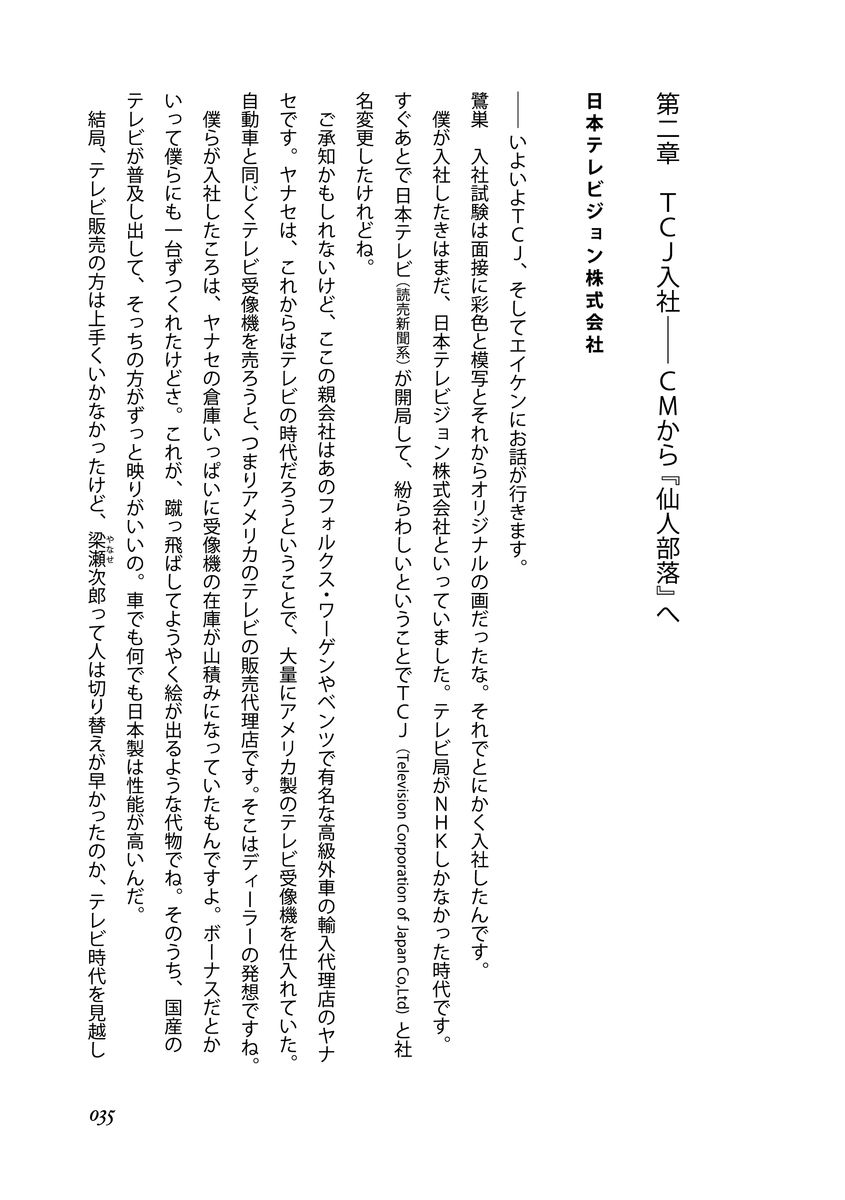 第二章　ＴＣＪ入社――ＣＭから『仙人部落』へ
日本テレビジョン株式会社
――いよいよＴＣＪ、そしてエイケンにお話が行きます。
鷺巣　入社試験は面接に彩色と模写とそれからオリジナルの画だったな。それでとにかく入社したんです。
　僕が入社したきはまだ、日本テレビジョン株式会社といっていました。テレビ局がＮＨＫしかなかった時代です。
すぐあとで日本テレビ（読売新聞系）が開局して、紛らわしいということでＴＣＪ（Television Corporation of Japan Co,Ltd）と社
名変更したけれどね。
　ご承知かもしれないけど、ここの親会社はあのフォルクス・ワーゲンやベンツで有名な高級外車の輸入代理店のヤナ
セです。ヤナセは、これからはテレビの時代だろうということで、大量にアメリカ製のテレビ受像機を仕入れていた。
自動車と同じくテレビ受像機を売ろうと、つまりアメリカのテレビの販売代理店です。そこはディーラーの発想ですね。
　僕らが入社したころは、ヤナセの倉庫いっぱいに受像機の在庫が山積みになっていたもんですよ。ボーナスだとか
いって僕らにも一台ずつくれたけどさ。これが、蹴っ飛ばしてようやく絵が出るような代物でね。そのうち、国産の
テレビが普及し出して、そっちの方がずっと映りがいいの。車でも何でも日本製は性能が高いんだ。
　結局、テレビ販売の方は上手くいかなかったけど、梁瀬次郎って人は切り替えが早かったのか、テレビ時代を見越し
やなせ
035